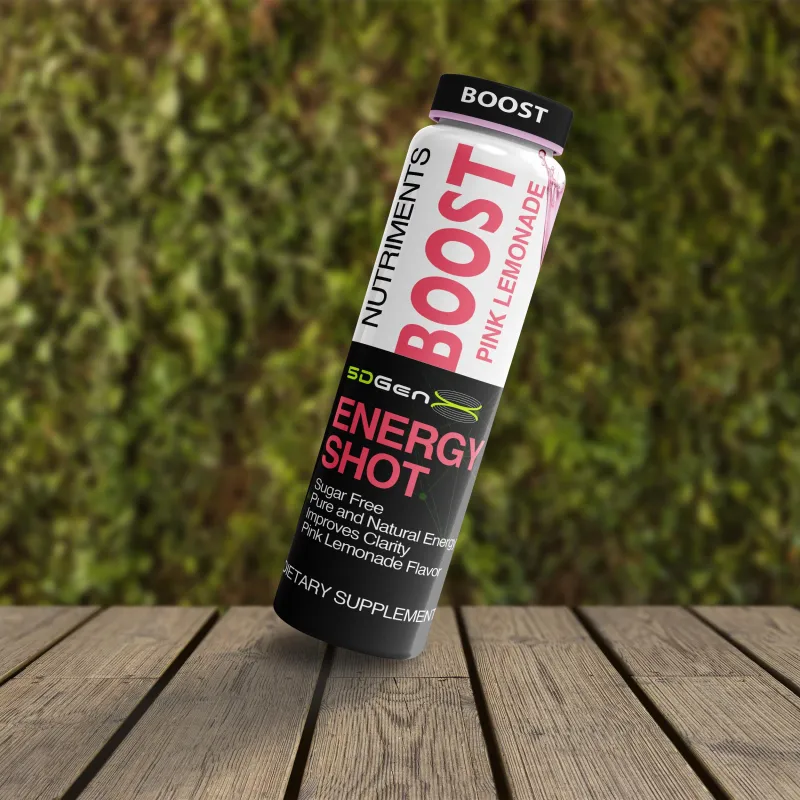 BOOST
NUTRIMENTS
BOOST
PINK LEMONADE
5DGEN
ENERGY
SHOT
Sugar Free
Pure and Natural Energy
Improves Clarity
Pink Lemonade Flavor
DIETARY SUPPLEMENT